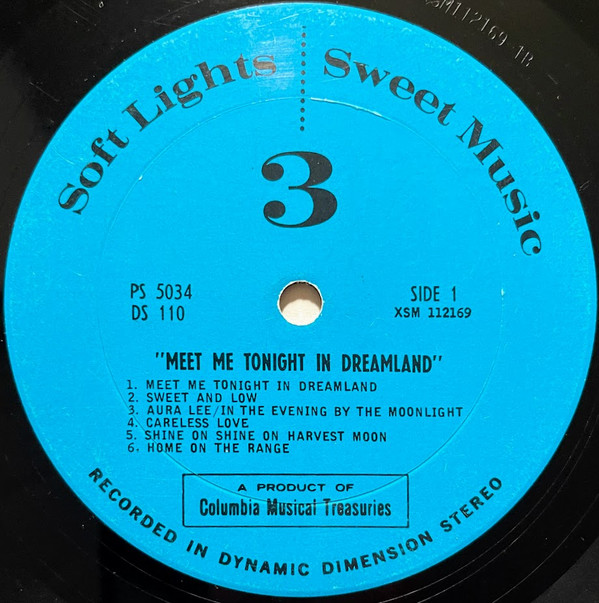 XSM112169-1B
Soft Lights Sweet Music
3
PS 5034
DS 110
SIDE 1
XSM 112169
"MEET ME TONIGHT IN DREAMLAND"
1. MEET ME TONIGHT IN DREAMLAND
2. SWEET AND LOW
3. AURA LEE/IN THE EVENING BY THE MOONLIGHT
4. CARELESS LOVE
5. SHINE ON SHINE ON HARVEST MOON
6. HOME ON THE RANGE
A PRODUCT OF
Columbia Musical Treasuries
RECORDED IN DYNAMIC DIMENSION STEREO